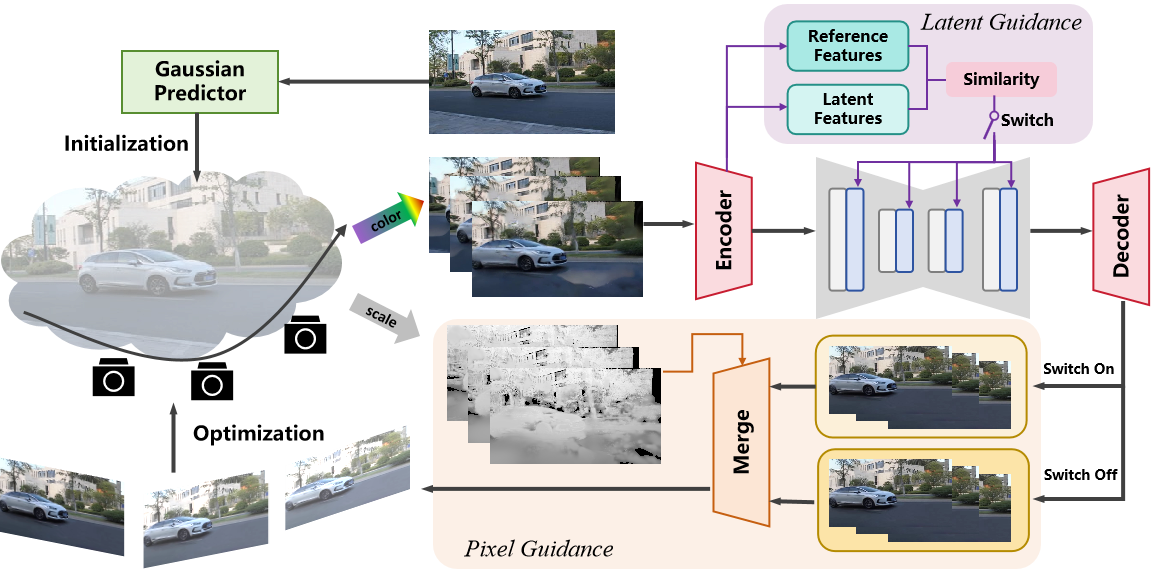 Latent Guidance
Reference
Features
Gaussian
Predictor
Similarity
Latent
Features
Switch
Initialization
color
Encoder
Decoder
scale
Switch On
Merge
Optimization
Switch Off
Pixel Guidance